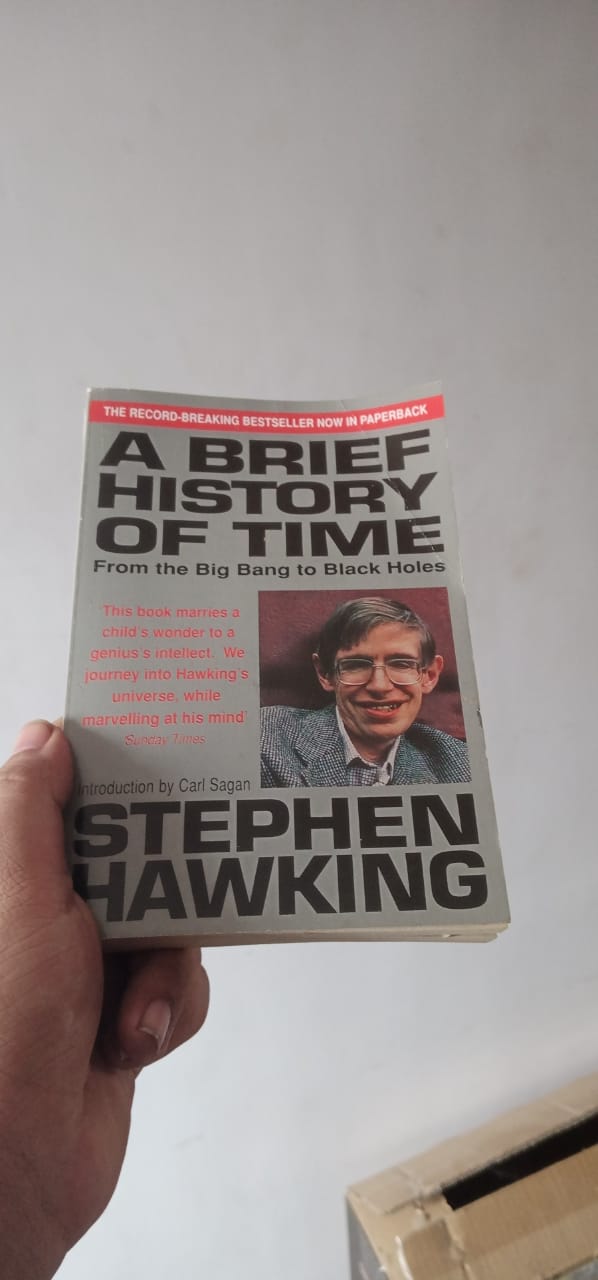 THE RECORD-BREAKING BESTSELLER NOW IN PAPERBACK
A BRIEF
HISTORY
OF TIME
From the Big Bang to Black Holes
'This book marries a
child's wonder to a
genius's intellect. We
journey into Hawking's
universe, while
marvelling at his mind'
Sunday Times
Introduction by Carl Sagan
STEPHEN
HAWKING